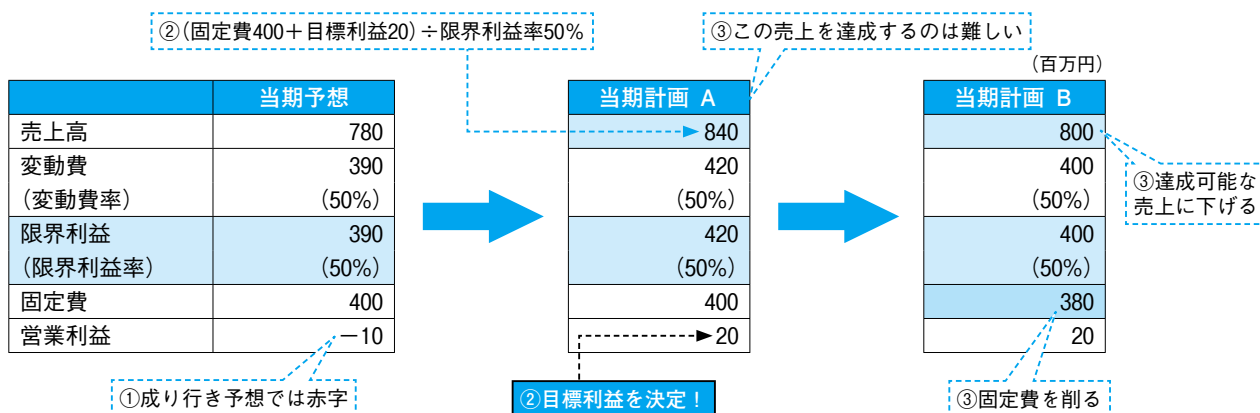 ②(固定費400＋目標利益20)÷限界利益率50%
③この売上を達成するのは難しい
（百万円）
当期予想
当期計画 A
当期計画 B
売上高 780 840 800
変動費 390 420 400
（変動費率） (50%) (50%) (50%)
限界利益 390 420 400
（限界利益率） (50%) (50%) (50%)
固定費 400 400 380
営業利益 －10 20 20
③達成可能な
売上に下げる
①成り行き予想では赤字
②目標利益を決定！
③固定費を削る